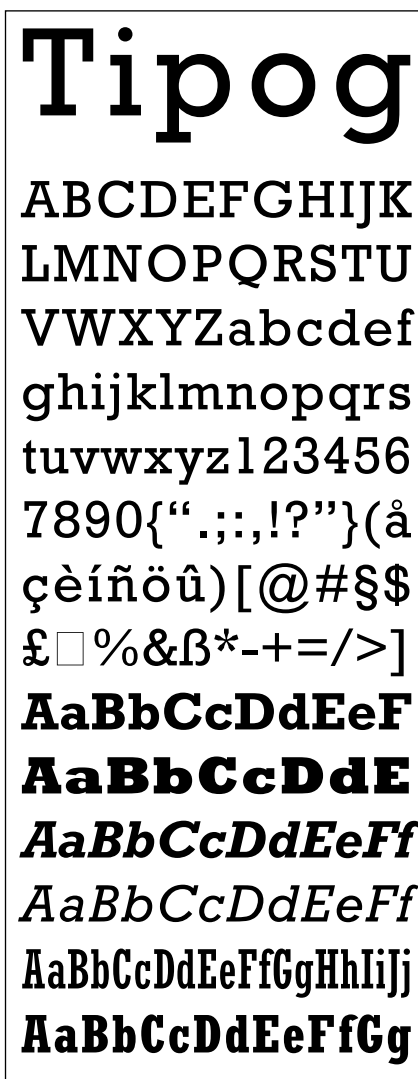 Tipog
ABCDEFGHIJK
LMNOPQRSTU
VWXYZabcdef
ghijklmnopqrs
tuvwxyz123456
7890{“.;:,!?”}(å
çèíñöû)[@#§$
£□%&ß*-+=/>]
AaBbCcDdEeF
AaBbCcDdE
AaBbCcDdEeFf
AaBbCcDdEeFf
AaBbCcDdEeFfGgHhIiJj
AaBbCcDdEeFfGg